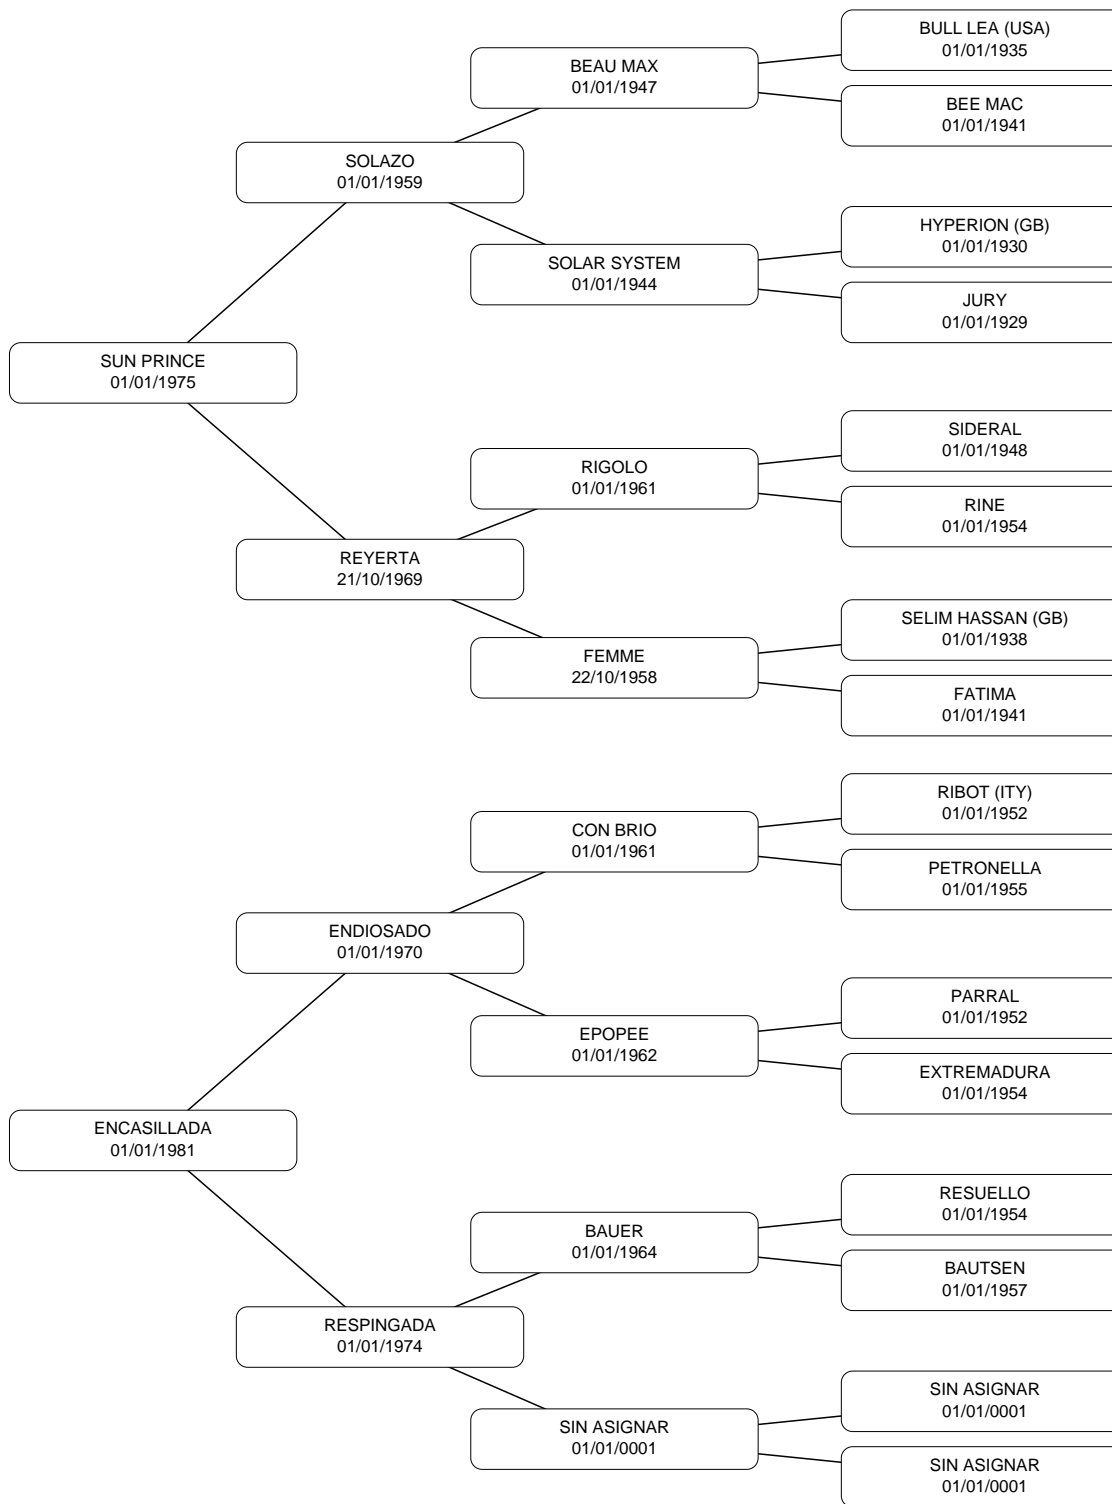 BULL LEA (USA)
01/01/1935
BEAU MAX
01/01/1947
BEE MAC
01/01/1941
SOLAZO
01/01/1959
HYPERION (GB)
01/01/1930
SOLAR SYSTEM
01/01/1944
JURY
01/01/1929
SUN PRINCE
01/01/1975
SIDERAL
01/01/1948
RIGOLO
01/01/1961
RINE
01/01/1954
REYERTA
21/10/1969
SELIM HASSAN (GB)
01/01/1938
FEMME
22/10/1958
FATIMA
01/01/1941
RIBOT (ITY)
01/01/1952
CON BRIO
01/01/1961
PETRONELLA
01/01/1955
ENDIOSADO
01/01/1970
PARRAL
01/01/1952
EPOPEE
01/01/1962
EXTREMADURA
01/01/1954
ENCASILLADA
01/01/1981
RESUELLO
01/01/1954
BAUER
01/01/1964
BAUTSEN
01/01/1957
RESPINGADA
01/01/1974
SIN ASIGNAR
01/01/0001
SIN ASIGNAR
01/01/0001
SIN ASIGNAR
01/01/0001